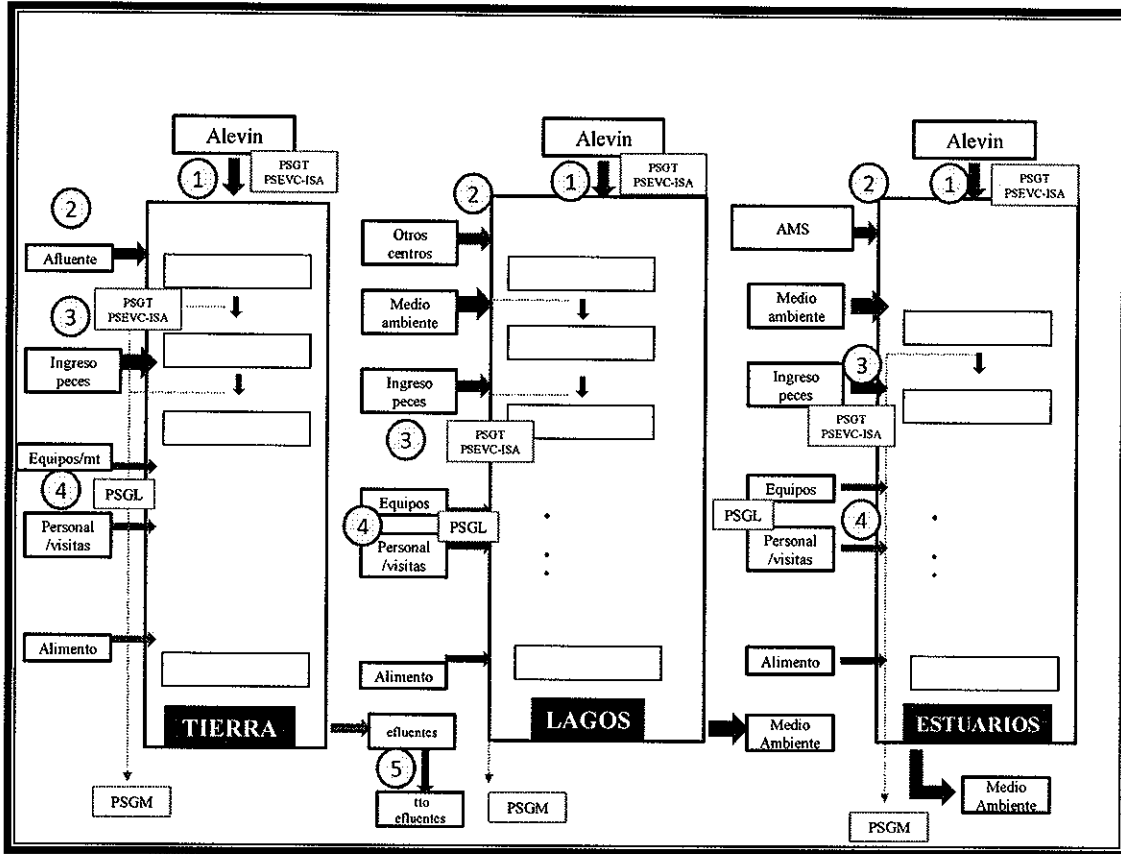 Alevin
1
PSGT
PSEVC-ISA
2
Afluente
PSGT
PSEVC-ISA
3
Ingreso
peces
Equipos/mt
4
PSGL
Personal
/visitas
Alimento
TIERRA
PSGM
efluentes
5
tto
efluentes
Alevin
1
PSGT
PSEVC-ISA
2
Otros
centros
Medio
ambiente
Ingreso
peces
3
PSGT
PSEVC-ISA
Equipos
4
PSGL
Personal
/visitas
Alimento
LAGOS
PSGM
Medio
Ambiente
Alevin
1
PSGT
PSEVC-ISA
2
AMS
Medio
ambiente
3
Ingreso
peces
PSGT
PSEVC-ISA
Equipos
PSGL
4
Personal
/visitas
Alimento
ESTUARIOS
PSGM
Medio
Ambiente